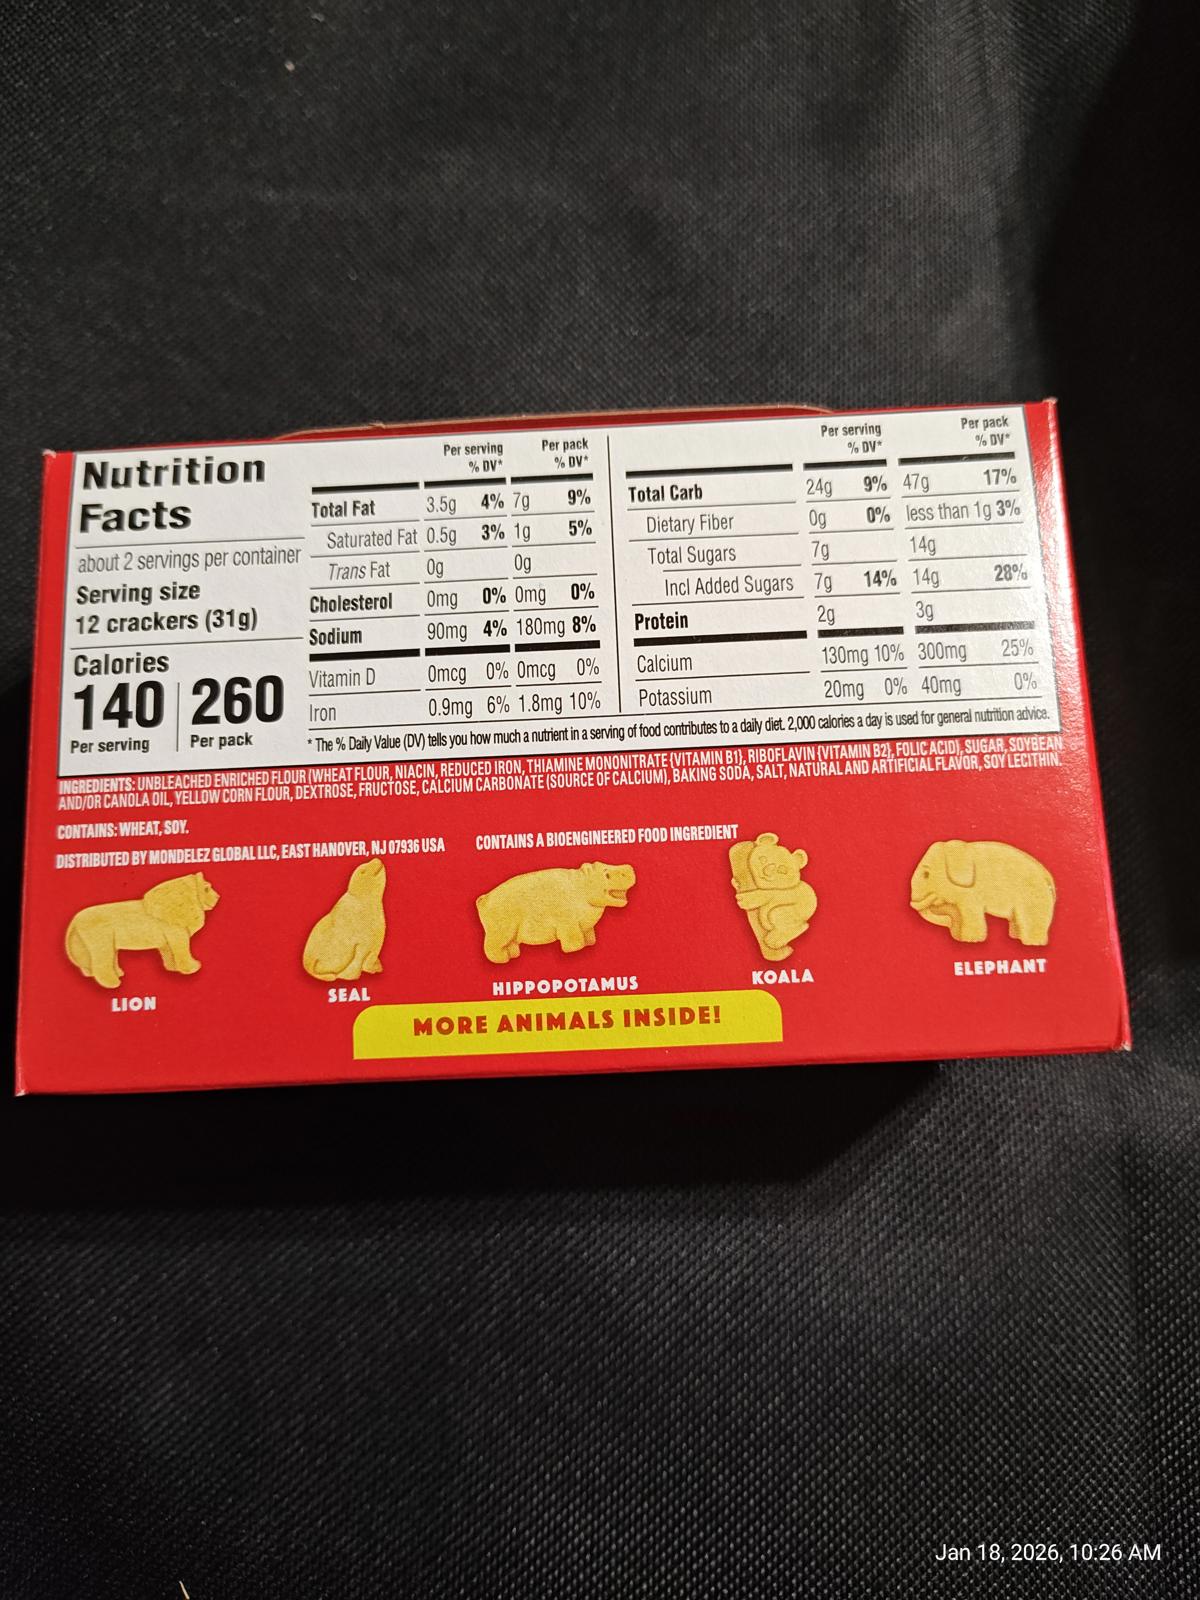 Nutrition
Facts
about 2 servings per container
Serving size
12 crackers (31g)
Calories
140 260
Per serving Per pack
Per serving Per pack
% DV* % DV*
Total Fat 3.5g 4% 7g 9%
Saturated Fat 0.5g 3% 1g 5%
Trans Fat 0g 0g
Cholesterol 0mg 0% 0mg 0%
Sodium 90mg 4% 180mg 8%
Vitamin D 0mcg 0% 0mcg 0%
Iron 0.9mg 6% 1.8mg 10%
Per serving Per pack
% DV* % DV*
Total Carb 24g 9% 47g 17%
Dietary Fiber 0g 0% less than 1g 3%
Total Sugars 7g 14g
Incl Added Sugars 7g 14% 14g 28%
Protein 2g 3g
Calcium 130mg 10% 300mg 25%
Potassium 20mg 0% 40mg 0%
* The % Daily Value (DV) tells you how much a nutrient in a serving of food contributes to a daily diet. 2,000 calories a day is used for general nutrition advice.
INGREDIENTS: UNBLEACHED ENRICHED FLOUR (WHEAT FLOUR, NIACIN, REDUCED IRON, THIAMINE MONONITRATE {VITAMIN B1}, RIBOFLAVIN {VITAMIN B2}, FOLIC ACID), SUGAR, SOYBEAN
AND/OR CANOLA OIL, YELLOW CORN FLOUR, DEXTROSE, FRUCTOSE, CALCIUM CARBONATE (SOURCE OF CALCIUM), BAKING SODA, SALT, NATURAL AND ARTIFICIAL FLAVOR, SOY LECITHIN.
CONTAINS: WHEAT, SOY.
DISTRIBUTED BY MONDELEZ GLOBAL LLC, EAST HANOVER, NJ 07936 USA CONTAINS A BIOENGINEERED FOOD INGREDIENT
LION SEAL HIPPOPOTAMUS KOALA ELEPHANT
MORE ANIMALS INSIDE!
Jan 18, 2026, 10:26 AM